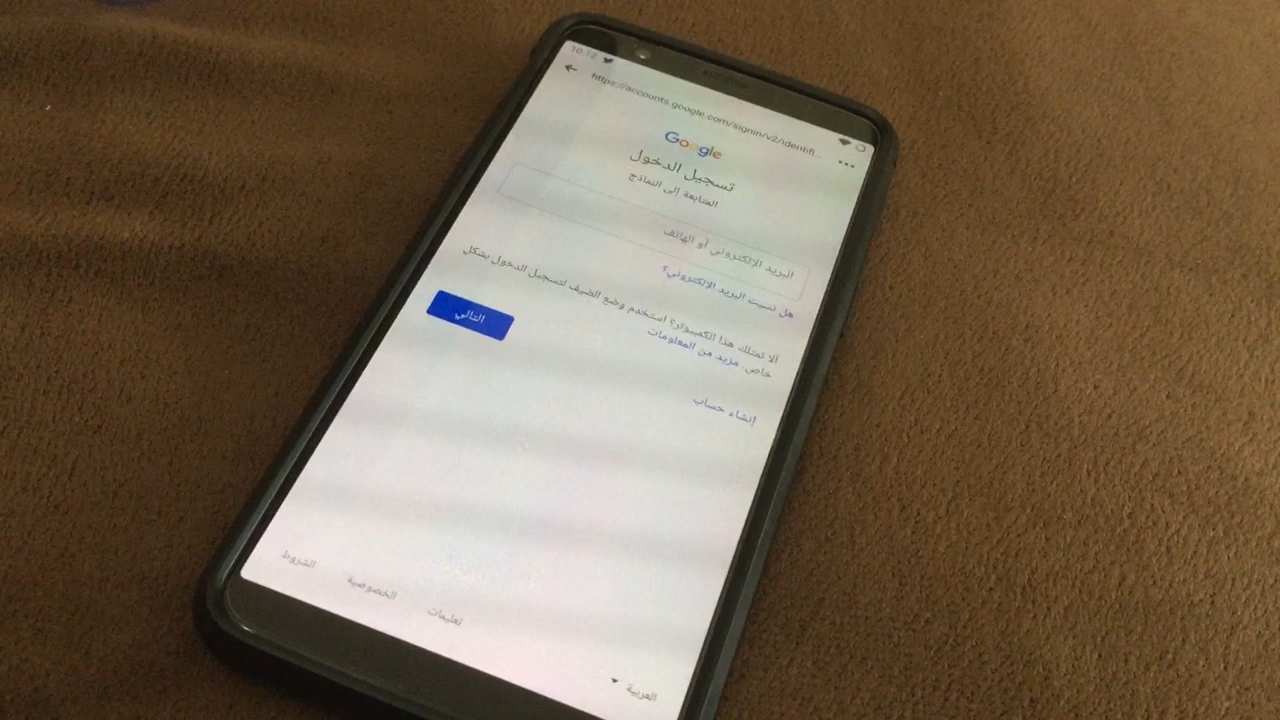 10:12
https://accounts.google.com/signin/v2/identifi...
Google
تسجيل الدخول
المتابعة إلى النماذج
البريد الإلكتروني أو الهاتف
هل نسيت البريد الإلكتروني؟
ألا تمتلك هذا الكمبيوتر؟ استخدم وضع الضيف لتسجيل الدخول بشكل
خاص. مزيد من المعلومات
التالي
إنشاء حساب
تعليمات الخصوصية الشروط
العربية